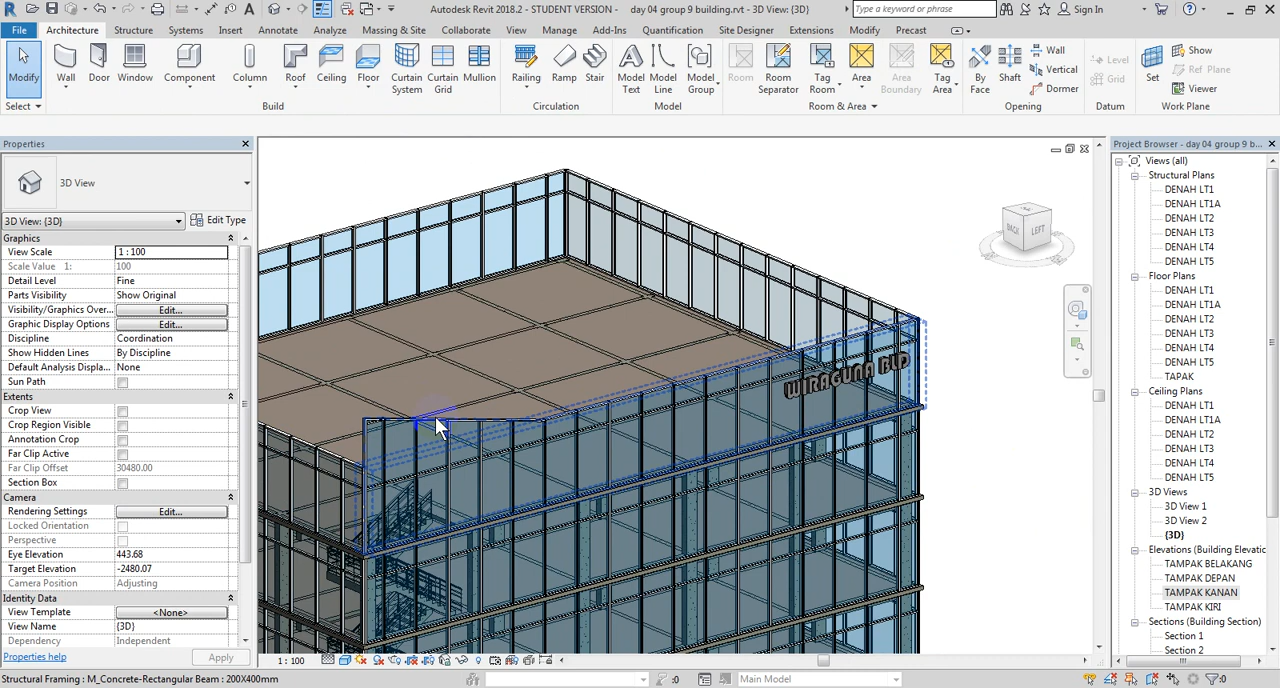 Autodesk Revit 2018.2 - STUDENT VERSION - day 04 group 9 building.rvt - 3D View: {3D}
Type a keyword or phrase
Sign In
File Architecture Structure Systems Insert Annotate Analyze Massing & Site Collaborate View Manage Add-Ins Quantification Site Designer Extensions Modify Precast
Modify Wall Door Window Component Column Roof Ceiling Floor Curtain System Curtain Grid Mullion Railing Ramp Stair Model Text Model Line Model Group Room Room Separator Tag Room Area Area Boundary Tag Area By Face Shaft Wall Vertical Dormer Level Grid Set Show Ref Plane Viewer
Select Build Circulation Model Room & Area Opening Datum Work Plane
Properties
3D View
3D View: {3D} Edit Type
Graphics
View Scale 1 : 100
Scale Value 1: 100
Detail Level Fine
Parts Visibility Show Original
Visibility/Graphics Over... Edit...
Graphic Display Options Edit...
Discipline Coordination
Show Hidden Lines By Discipline
Default Analysis Displa... None
Sun Path
Extents
Crop View
Crop Region Visible
Annotation Crop
Far Clip Active
Far Clip Offset 30480.00
Section Box
Camera
Rendering Settings Edit...
Locked Orientation
Perspective
Eye Elevation 443.68
Target Elevation -2480.07
Camera Position Adjusting
Identity Data
View Template <None>
View Name {3D}
Dependency Independent
Properties help Apply
WIRAGUNA BLD
BACK LEFT
1 : 100
Project Browser - day 04 group 9 b...
Views (all)
Structural Plans
DENAH LT1
DENAH LT1A
DENAH LT2
DENAH LT3
DENAH LT4
DENAH LT5
Floor Plans
DENAH LT1
DENAH LT1A
DENAH LT2
DENAH LT3
DENAH LT4
DENAH LT5
TAPAK
Ceiling Plans
DENAH LT1
DENAH LT1A
DENAH LT2
DENAH LT3
DENAH LT4
DENAH LT5
3D Views
3D View 1
3D View 2
{3D}
Elevations (Building Elevatic
TAMPAK BELAKANG
TAMPAK DEPAN
TAMPAK KANAN
TAMPAK KIRI
Sections (Building Section)
Section 1
Section 2
Structural Framing : M_Concrete-Rectangular Beam : 200X400mm
:0
Main Model
:0